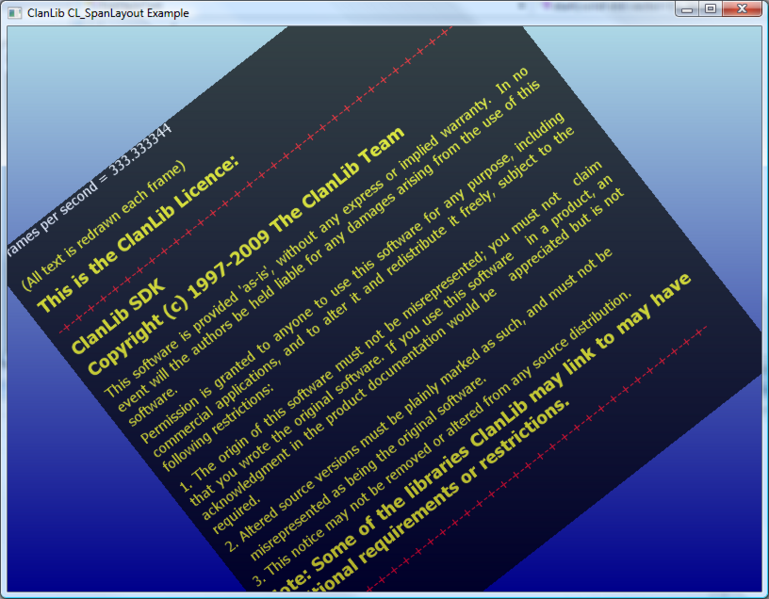 ClanLib CL_SpanLayout Example
rames per second = 333.333344
(All text is redrawn each frame)
This is the ClanLib Licence:
ClanLib SDK
Copyright (c) 1997-2009 The ClanLib Team
This software is provided 'as-is', without any express or implied warranty. In no
event will the authors be held liable for any damages arising from the use of this
software.
Permission is granted to anyone to use this software for any purpose, including
commercial applications, and to alter it and redistribute it freely, subject to the
following restrictions:
1. The origin of this software must not be misrepresented; you must not claim
that you wrote the original software. If you use this software in a product, an
acknowledgment in the product documentation would be appreciated but is not
required.
2. Altered source versions must be plainly marked as such, and must not be
misrepresented as being the original software.
3. This notice may not be removed or altered from any source distribution.
ote: Some of the libraries ClanLib may link to may have
tional requirements or restrictions.